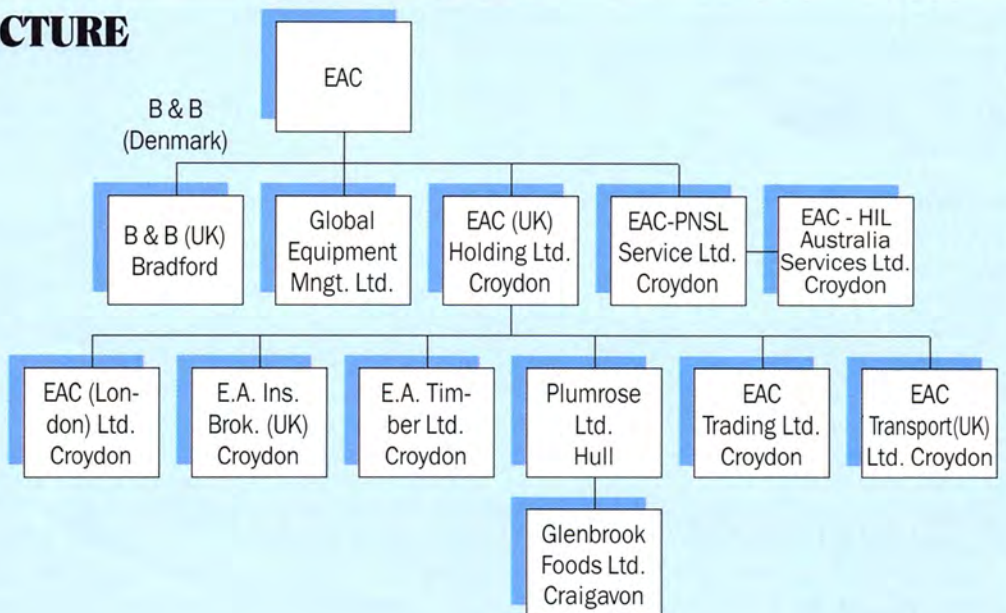 CTURE
EAC
B & B
(Denmark)
B & B (UK)
Bradford
Global
Equipment
Mngt. Ltd.
EAC (UK)
Holding Ltd.
Croydon
EAC-PNSL
Service Ltd.
Croydon
EAC - HIL
Australia
Services Ltd.
Croydon
EAC (Lon-
don) Ltd.
Croydon
E.A. Ins.
Brok. (UK)
Croydon
E.A. Tim-
ber Ltd.
Croydon
Plumrose
Ltd.
Hull
EAC
Trading Ltd.
Croydon
EAC
Transport(UK)
Ltd. Croydon
Glenbrook
Foods Ltd.
Craigavon